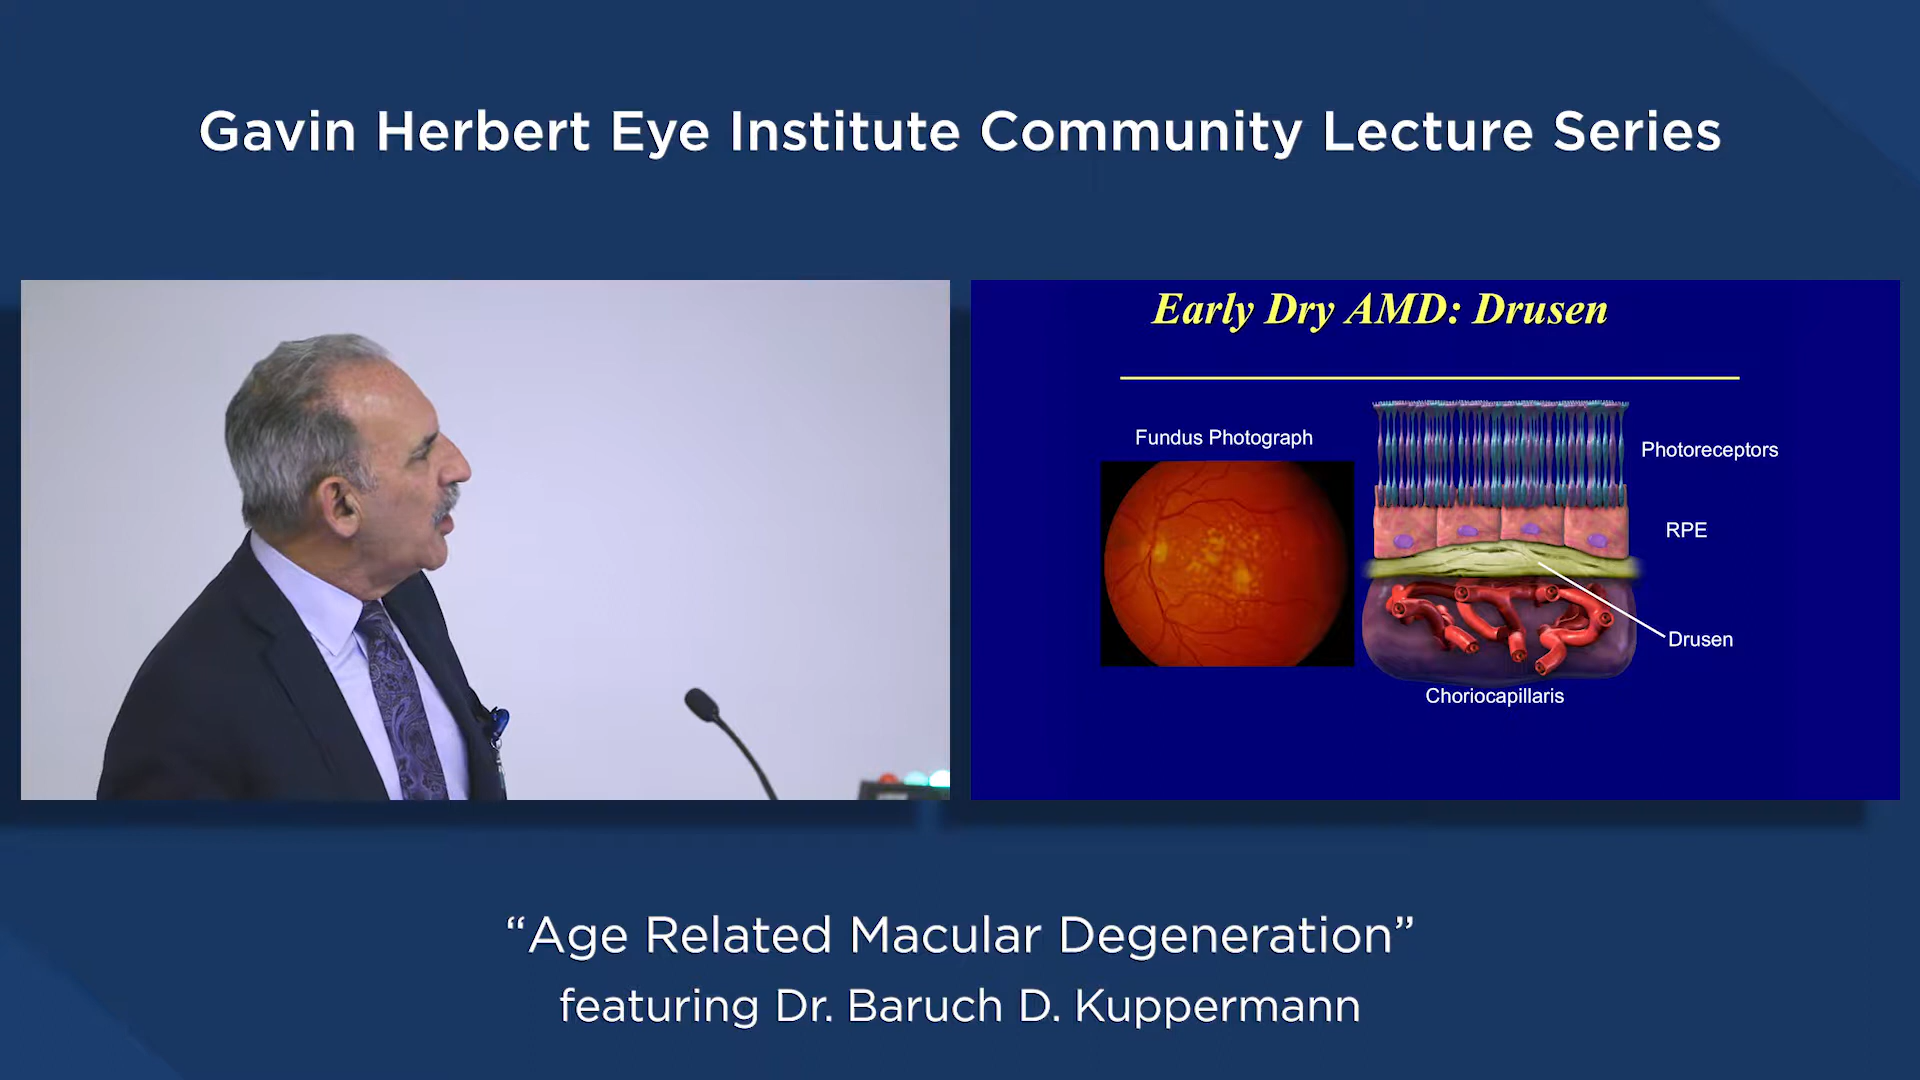 Gavin Herbert Eye Institute Community Lecture Series
Early Dry AMD: Drusen
Fundus Photograph
Photoreceptors
RPE
Drusen
Choriocapillaris
“Age Related Macular Degeneration”
featuring Dr. Baruch D. Kuppermann